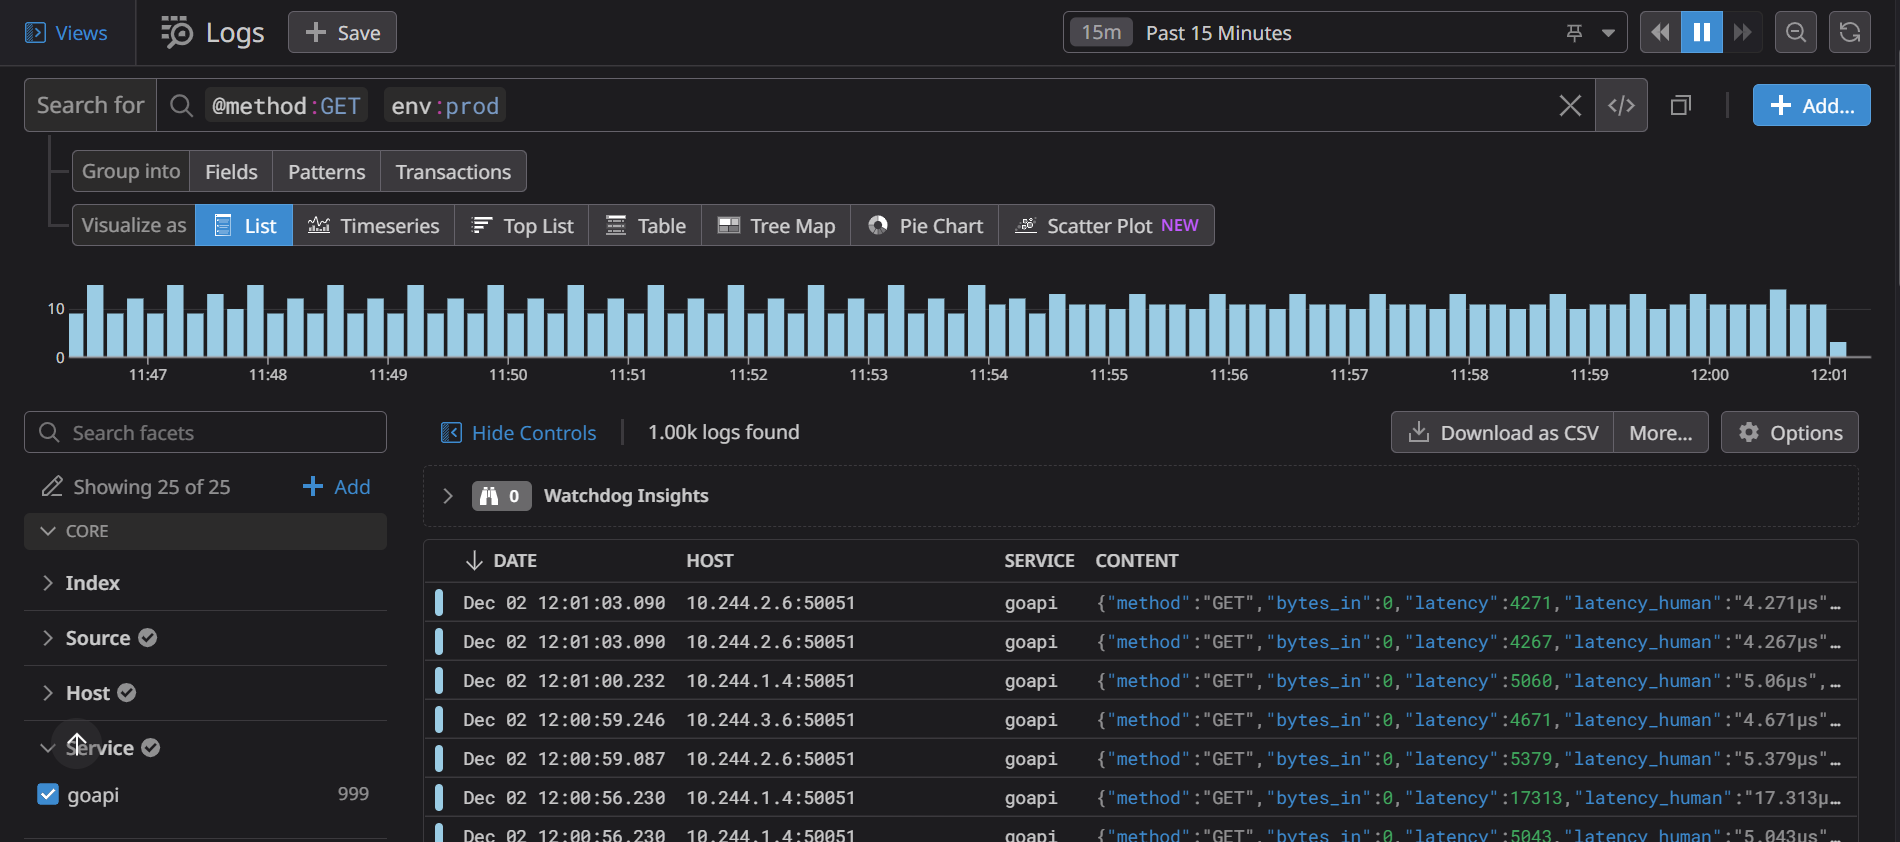 Views Logs + Save 15m Past 15 Minutes
Search for @method:GET env:prod </> + Add...
Group into Fields Patterns Transactions
Visualize as List Timeseries Top List Table Tree Map Pie Chart Scatter Plot NEW
10
0
11:47 11:48 11:49 11:50 11:51 11:52 11:53 11:54 11:55 11:56 11:57 11:58 11:59 12:00 12:01
Search facets
Hide Controls 1.00k logs found Download as CSV More... Options
Showing 25 of 25 + Add
0 Watchdog Insights
CORE
Index
Source
Host
Service
goapi 999
DATE HOST SERVICE CONTENT
Dec 02 12:01:03.090 10.244.2.6:50051 goapi {"method":"GET","bytes_in":0,"latency":4271,"latency_human":"4.271µs"…
Dec 02 12:01:03.090 10.244.2.6:50051 goapi {"method":"GET","bytes_in":0,"latency":4267,"latency_human":"4.267µs"…
Dec 02 12:01:00.232 10.244.1.4:50051 goapi {"method":"GET","bytes_in":0,"latency":5060,"latency_human":"5.06µs",…
Dec 02 12:00:59.246 10.244.3.6:50051 goapi {"method":"GET","bytes_in":0,"latency":4671,"latency_human":"4.671µs"…
Dec 02 12:00:59.087 10.244.2.6:50051 goapi {"method":"GET","bytes_in":0,"latency":5379,"latency_human":"5.379µs"…
Dec 02 12:00:56.230 10.244.1.4:50051 goapi {"method":"GET","bytes_in":0,"latency":17313,"latency_human":"17.313µ…
Dec 02 12:00:56.230 10.244.1.4:50051 goapi {"method":"GET","bytes_in":0,"latency":5043,"latency_human":"5.043µs"…